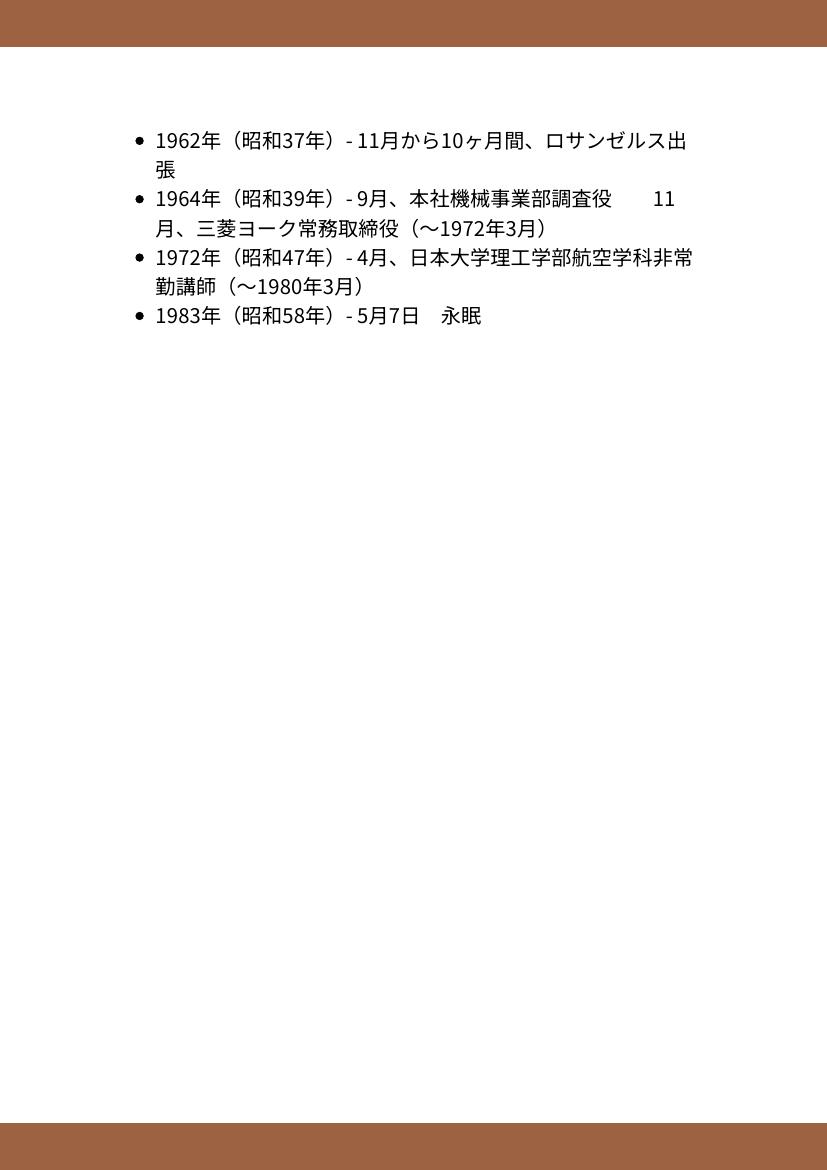 • 1962年（昭和37年）- 11月から10ヶ月間、ロサンゼルス出
張
• 1964年（昭和39年）- 9月、本社機械事業部調査役　　11
月、三菱ヨーク常務取締役（～1972年3月）
• 1972年（昭和47年）- 4月、日本大学理工学部航空学科非常
勤講師（～1980年3月）
• 1983年（昭和58年）- 5月7日　永眠